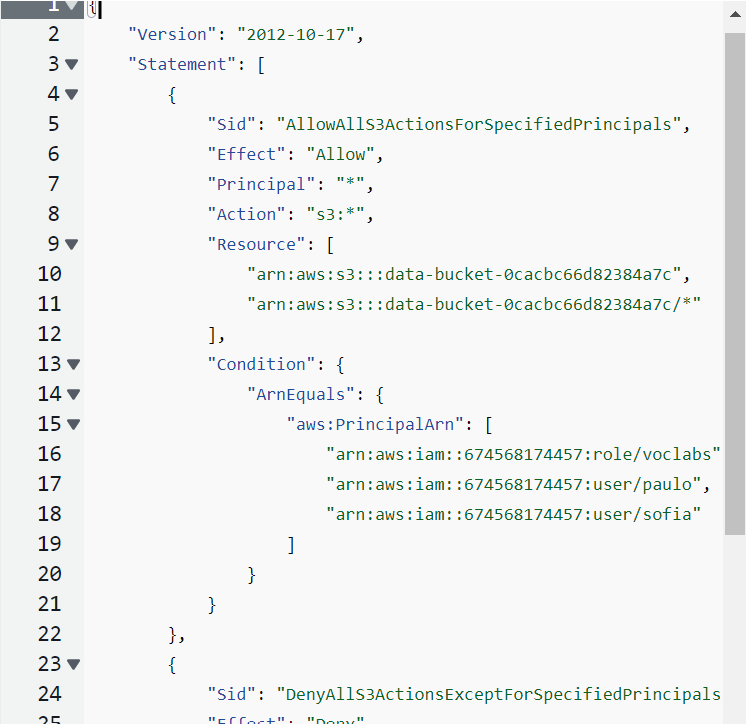 1 {
2 "Version": "2012-10-17",
3 "Statement": [
4 {
5 "Sid": "AllowAllS3ActionsForSpecifiedPrincipals",
6 "Effect": "Allow",
7 "Principal": "*",
8 "Action": "s3:*",
9 "Resource": [
10 "arn:aws:s3:::data-bucket-0cacbc66d82384a7c",
11 "arn:aws:s3:::data-bucket-0cacbc66d82384a7c/*"
12 ],
13 "Condition": {
14 "ArnEquals": {
15 "aws:PrincipalArn": [
16 "arn:aws:iam::674568174457:role/voclabs"
17 "arn:aws:iam::674568174457:user/paulo",
18 "arn:aws:iam::674568174457:user/sofia"
19 ]
20 }
21 }
22 },
23 {
24 "Sid": "DenyAllS3ActionsExceptForSpecifiedPrincipals
25 "Effect": "Deny"